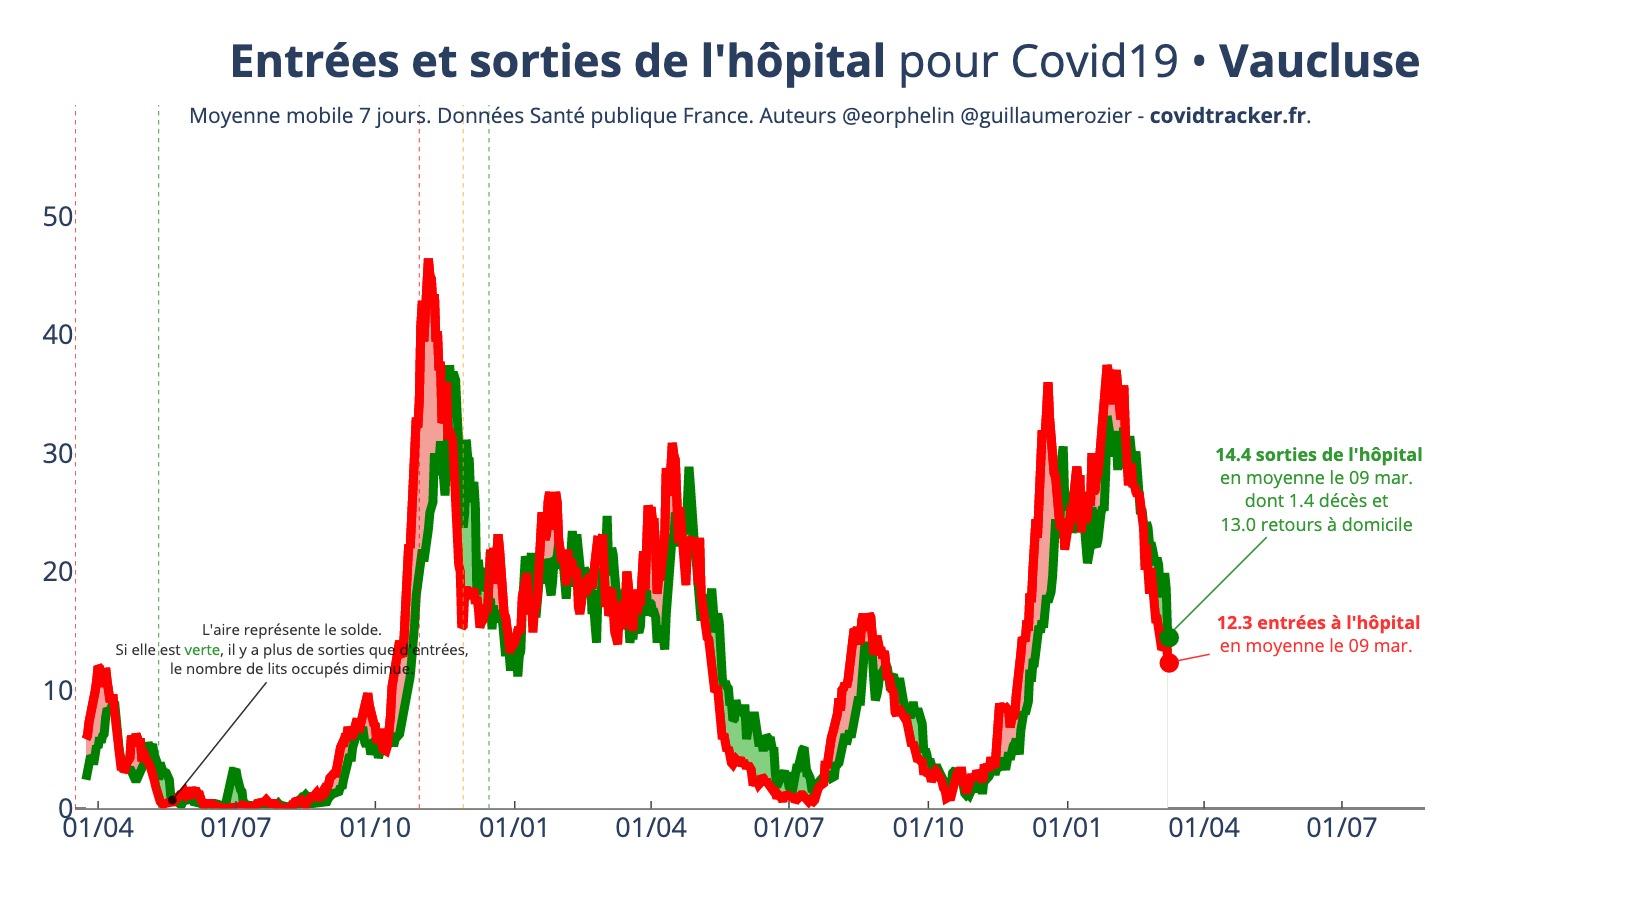 Entrées et sorties de l'hôpital pour Covid19 • Vaucluse
Moyenne mobile 7 jours. Données Santé publique France. Auteurs @eorphelin @guillaumerozier - covidtracker.fr.
50
40
30
20
10
0
14.4 sorties de l'hôpital
en moyenne le 09 mar.
dont 1.4 décès et
13.0 retours à domicile
12.3 entrées à l'hôpital
en moyenne le 09 mar.
L'aire représente le solde.
Si elle est verte, il y a plus de sorties que d'entrées,
le nombre de lits occupés diminue.
01/04 01/07 01/10 01/01 01/04 01/07 01/10 01/01 01/04 01/07